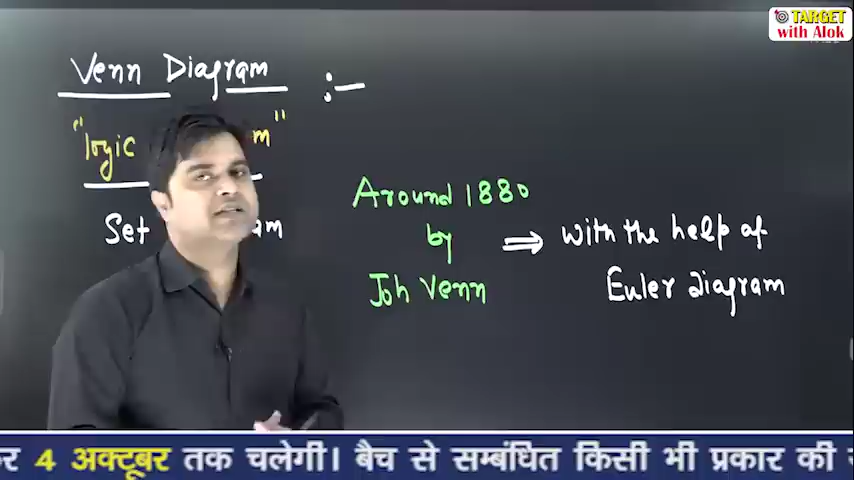 TARGET
with Alok
Venn Diagram :-
"logic m"
Set am
Around 1880
by
Joh Venn
⇒ with the help of
Euler diagram
4 अक्टूबर तक चलेगी। बैच से सम्बंधित किसी भी प्रकार की